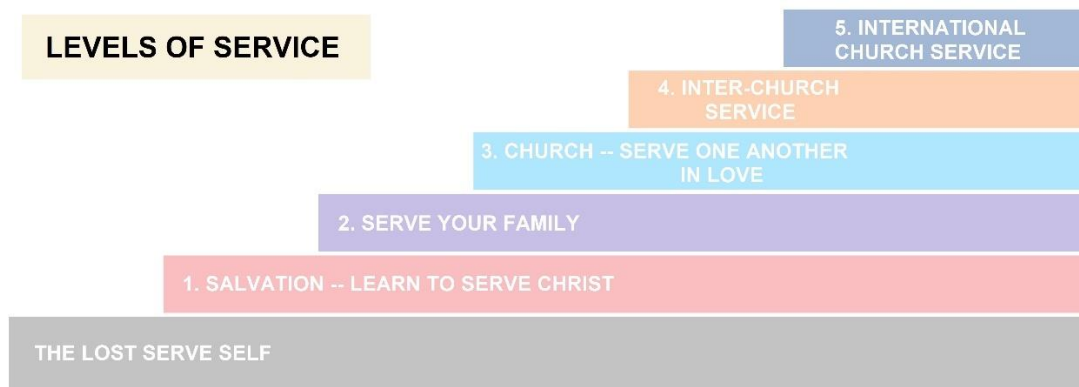 LEVELS OF SERVICE
5. INTERNATIONAL
CHURCH SERVICE
4. INTER-CHURCH
SERVICE
3. CHURCH -- SERVE ONE ANOTHER
IN LOVE
2. SERVE YOUR FAMILY
1. SALVATION -- LEARN TO SERVE CHRIST
THE LOST SERVE SELF